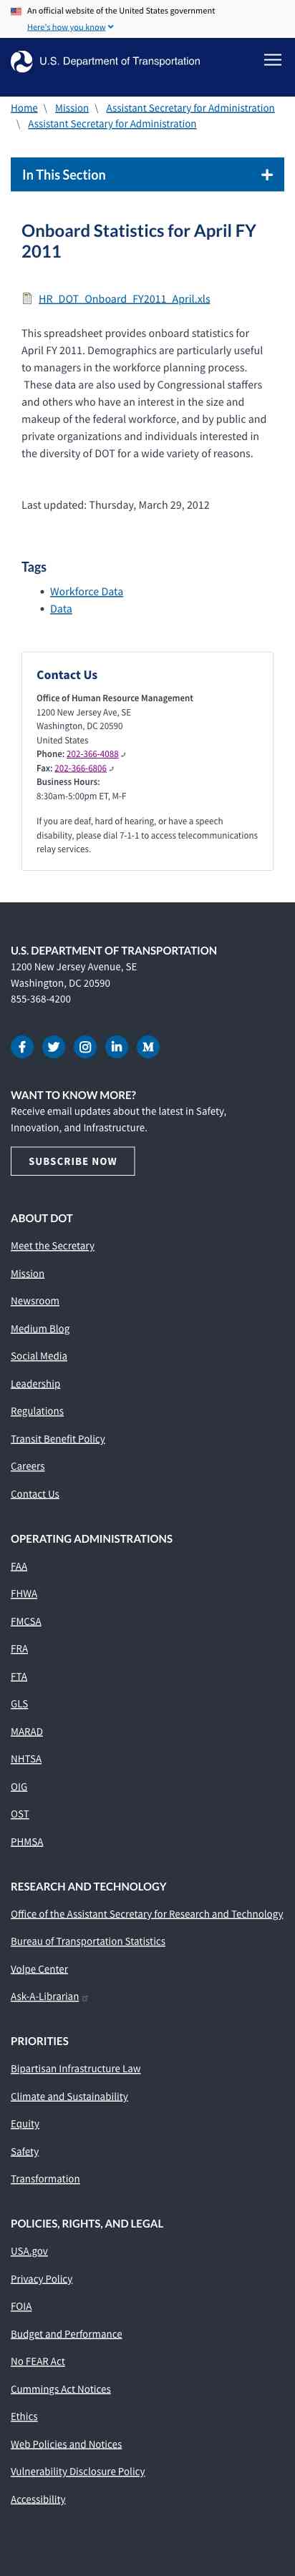 An official website of the United States government
Here's how you know
U.S. Department of Transportation
Home \ Mission \ Assistant Secretary for Administration
\ Assistant Secretary for Administration
In This Section
Onboard Statistics for April FY
2011
HR_DOT_Onboard_FY2011_April.xls
This spreadsheet provides onboard statistics for
April FY 2011. Demographics are particularly useful
to managers in the workforce planning process.
These data are also used by Congressional staffers
and others who have an interest in the size and
makeup of the federal workforce, and by public and
private organizations and individuals interested in
the diversity of DOT for a wide variety of reasons.
Last updated: Thursday, March 29, 2012
Tags
• Workforce Data
• Data
Contact Us
Office of Human Resource Management
1200 New Jersey Ave, SE
Washington, DC 20590
United States
Phone: 202-366-4088
Fax: 202-366-6806
Business Hours:
8:30am-5:00pm ET, M-F
If you are deaf, hard of hearing, or have a speech
disability, please dial 7-1-1 to access telecommunications
relay services.
U.S. DEPARTMENT OF TRANSPORTATION
1200 New Jersey Avenue, SE
Washington, DC 20590
855-368-4200
WANT TO KNOW MORE?
Receive email updates about the latest in Safety,
Innovation, and Infrastructure.
SUBSCRIBE NOW
ABOUT DOT
Meet the Secretary
Mission
Newsroom
Medium Blog
Social Media
Leadership
Regulations
Transit Benefit Policy
Careers
Contact Us
OPERATING ADMINISTRATIONS
FAA
FHWA
FMCSA
FRA
FTA
GLS
MARAD
NHTSA
OIG
OST
PHMSA
RESEARCH AND TECHNOLOGY
Office of the Assistant Secretary for Research and Technology
Bureau of Transportation Statistics
Volpe Center
Ask-A-Librarian
PRIORITIES
Bipartisan Infrastructure Law
Climate and Sustainability
Equity
Safety
Transformation
POLICIES, RIGHTS, AND LEGAL
USA.gov
Privacy Policy
FOIA
Budget and Performance
No FEAR Act
Cummings Act Notices
Ethics
Web Policies and Notices
Vulnerability Disclosure Policy
Accessibility